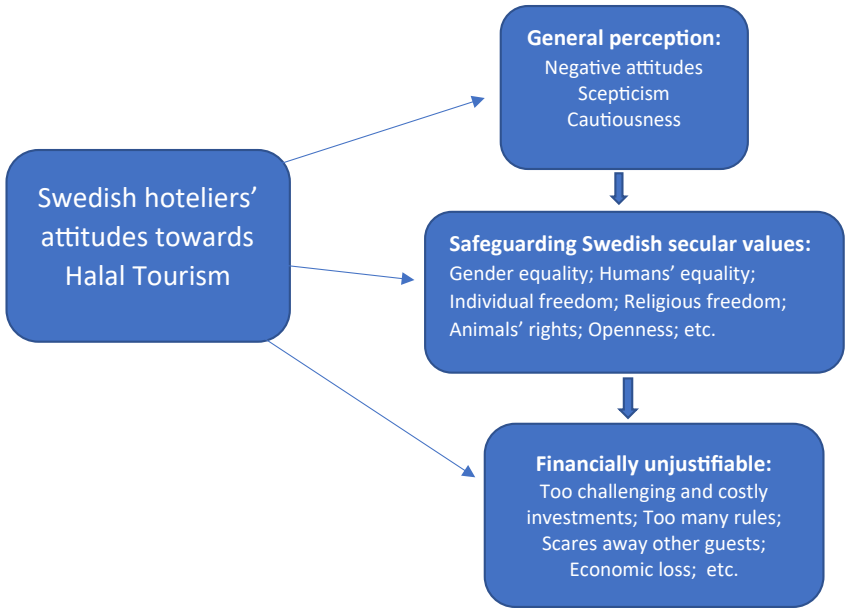 Swedish hoteliers’
attitudes towards
Halal Tourism
General perception:
Negative attitudes
Scepticism
Cautiousness
Safeguarding Swedish secular values:
Gender equality; Humans’ equality;
Individual freedom; Religious freedom;
Animals’ rights; Openness; etc.
Financially unjustifiable:
Too challenging and costly
investments; Too many rules;
Scares away other guests;
Economic loss;  etc.